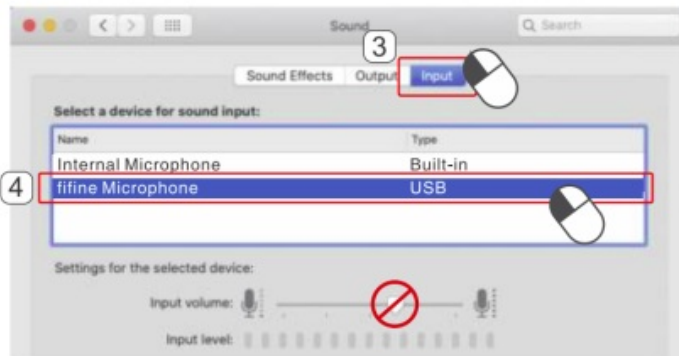 Sound
Search
3
Sound Effects Output Input
Select a device for sound input:
Name Type
Internal Microphone Built-in
4
fifine Microphone USB
Settings for the selected device:
Input volume:
Input level: